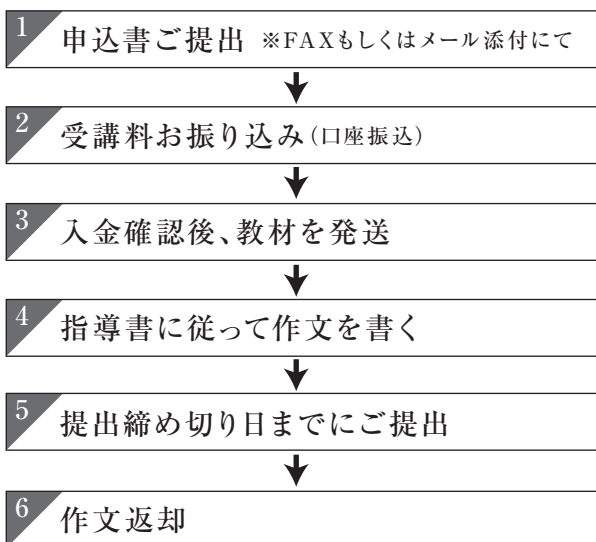 1 申込書ご提出 ※FAXもしくはメール添付にて
2 受講料お振り込み(口座振込)
3 入金確認後、教材を発送
4 指導書に従って作文を書く
5 提出締め切り日までにご提出
6 作文返却